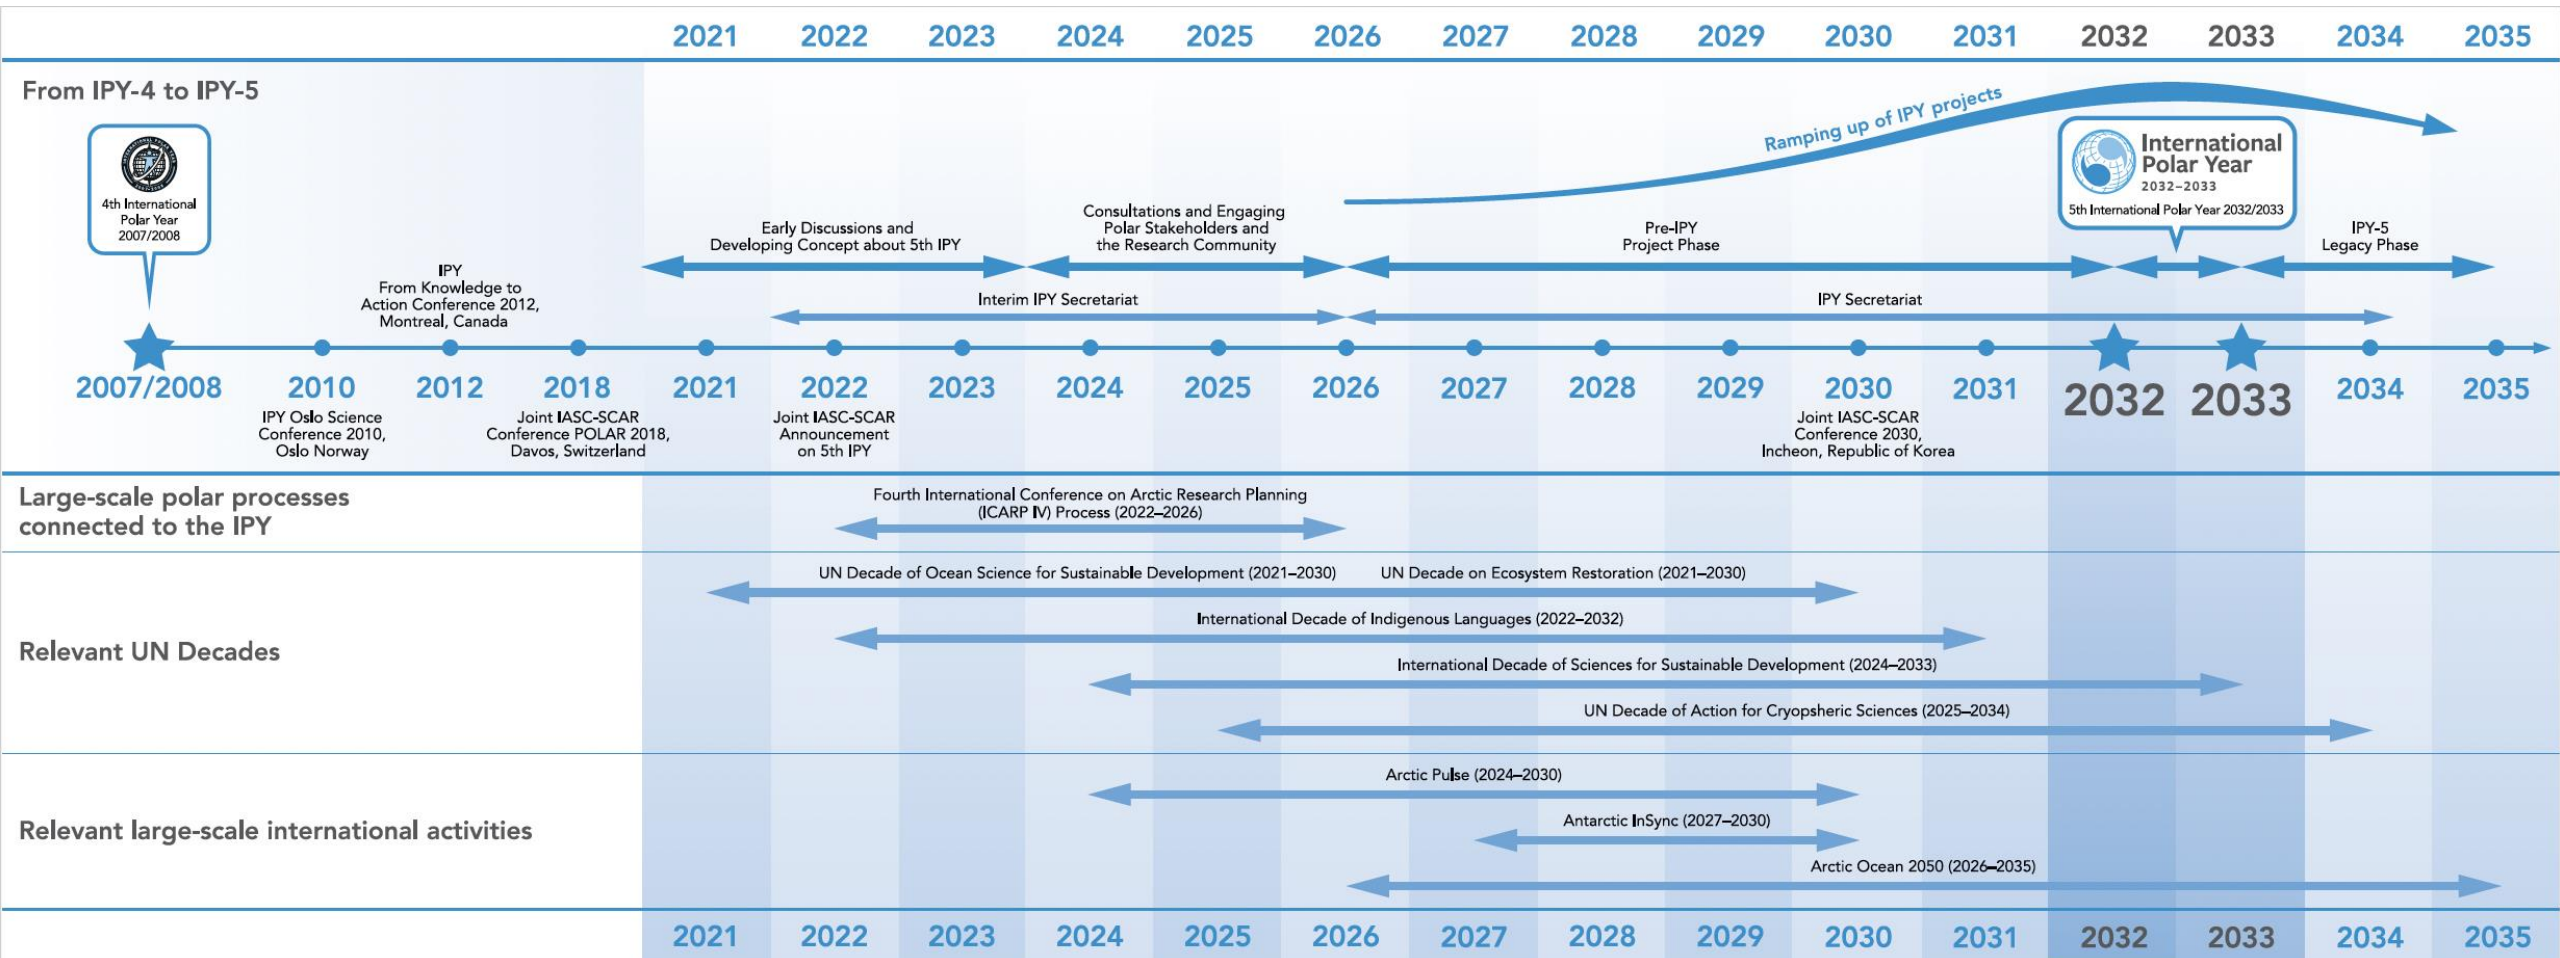 2021 2022 2023 2024 2025 2026 2027 2028 2029 2030 2031 2032 2033 2034 2035
From IPY-4 to IPY-5
4th International
Polar Year
2007/2008
IPY
From Knowledge to
Action Conference 2012,
Montreal, Canada
Early Discussions and
Developing Concept about 5th IPY
Consultations and Engaging
Polar Stakeholders and
the Research Community
Ramping up of IPY projects
Pre-IPY
Project Phase
International
Polar Year
2032–2033
5th International Polar Year 2032/2033
IPY-5
Legacy Phase
Interim IPY Secretariat
IPY Secretariat
2007/2008 2010 2012 2018 2021 2022 2023 2024 2025 2026 2027 2028 2029 2030 2031 2032 2033 2034 2035
IPY Oslo Science
Conference 2010,
Oslo Norway
Joint IASC-SCAR
Conference POLAR 2018,
Davos, Switzerland
Joint IASC-SCAR
Announcement
on 5th IPY
Joint IASC-SCAR
Conference 2030,
Incheon, Republic of Korea
Large-scale polar processes
connected to the IPY
Fourth International Conference on Arctic Research Planning
(ICARP IV) Process (2022–2026)
Relevant UN Decades
UN Decade of Ocean Science for Sustainable Development (2021–2030) UN Decade on Ecosystem Restoration (2021–2030)
International Decade of Indigenous Languages (2022–2032)
International Decade of Sciences for Sustainable Development (2024–2033)
UN Decade of Action for Cryopsheric Sciences (2025–2034)
Relevant large-scale international activities
Arctic Pulse (2024–2030)
Antarctic InSync (2027–2030)
Arctic Ocean 2050 (2026–2035)
2021 2022 2023 2024 2025 2026 2027 2028 2029 2030 2031 2032 2033 2034 2035